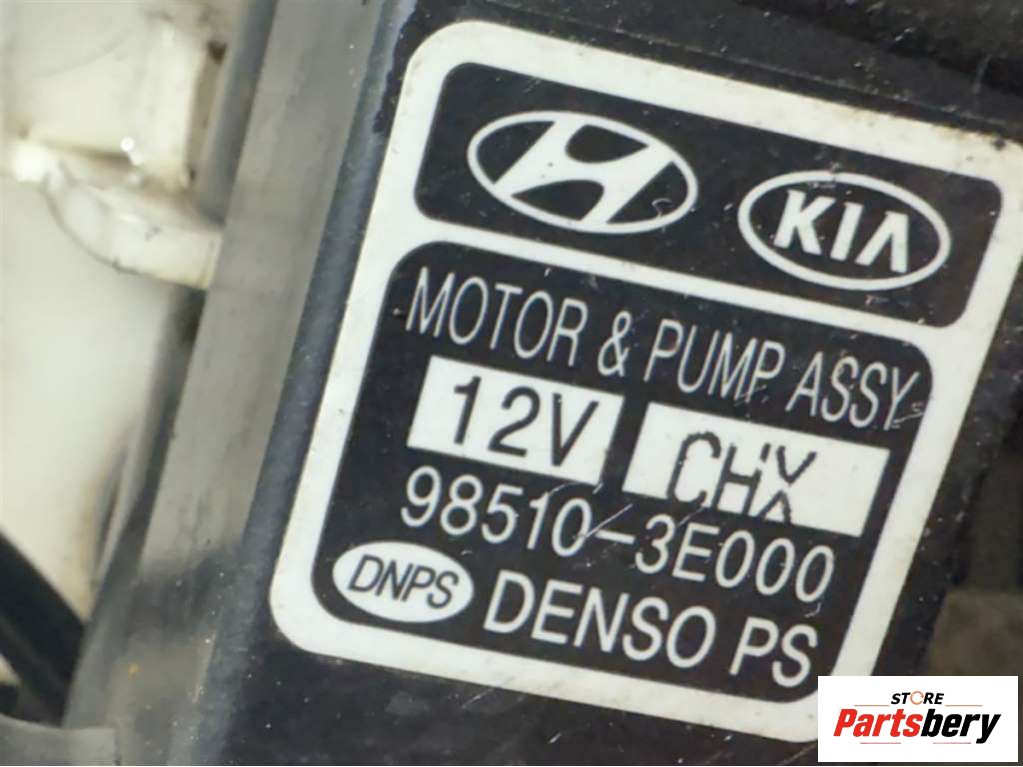 KIA
MOTOR & PUMP ASSY
12V CHX
98510-3E000
DNPS DENSO PS
STORE
Partsbery